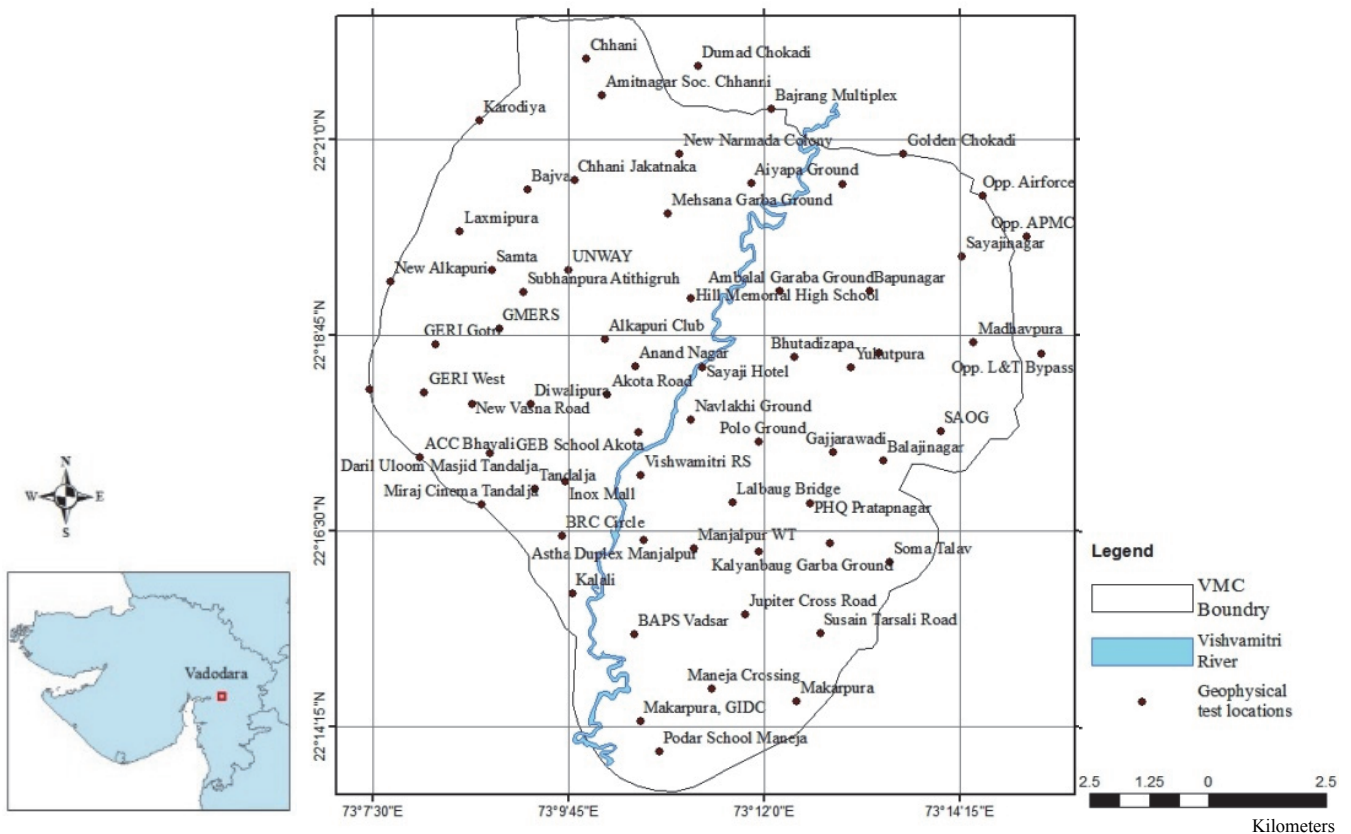 Chhani
Dumad Chokadi
Amitnagar Soc. Chhanni
Bajrang Multiplex
Karodiya
22°21'0"N
New Narmada Colony
Golden Chokadi
Chhani Jakatnaka
Aiyapa Ground
Bajva
Opp. Airforce
Mehsana Garba Ground
Laxmipura
Opp. APMC
Sayajinagar
Samta
UNWAY
New Alkapuri
Subhanpura Atithigruh
Ambalal Garaba Ground
Bapunagar
Hill Memorial High School
GMERS
22°18'45"N
GERI Gotri
Alkapuri Club
Madhavpura
Bhutadizapa
Anand Nagar
Yukutpura
Sayaji Hotel
Opp. L&T Bypass
GERI West
Akota Road
Diwalipura
New Vasna Road
Navlakhi Ground
SAOG
Polo Ground
Gajjarawadi
ACC Bhayali
GEB School Akota
Balajinagar
Daril Uloom Masjid Tandalja
Vishwamitri RS
Tandalja
Miraj Cinema Tandalja
Inox Mall
Lalbaug Bridge
PHQ Pratapnagar
N
W
E
S
22°16'30"N
BRC Circle
Manjalpur WT
Astha Duplex Manjalpur
Soma Talav
Kalyanbaug Garba Ground
Kalali
Jupiter Cross Road
BAPS Vadsar
Susain Tarsali Road
Maneja Crossing
Makarpura
Makarpura, GIDC
22°14'15"N
Podar School Maneja
73°7'30"E
73°9'45"E
73°12'0"E
73°14'15"E
Vadodara
Legend
VMC
Boundry
Vishvamitri
River
Geophysical
test locations
2.5
1.25
0
2.5
Kilometers